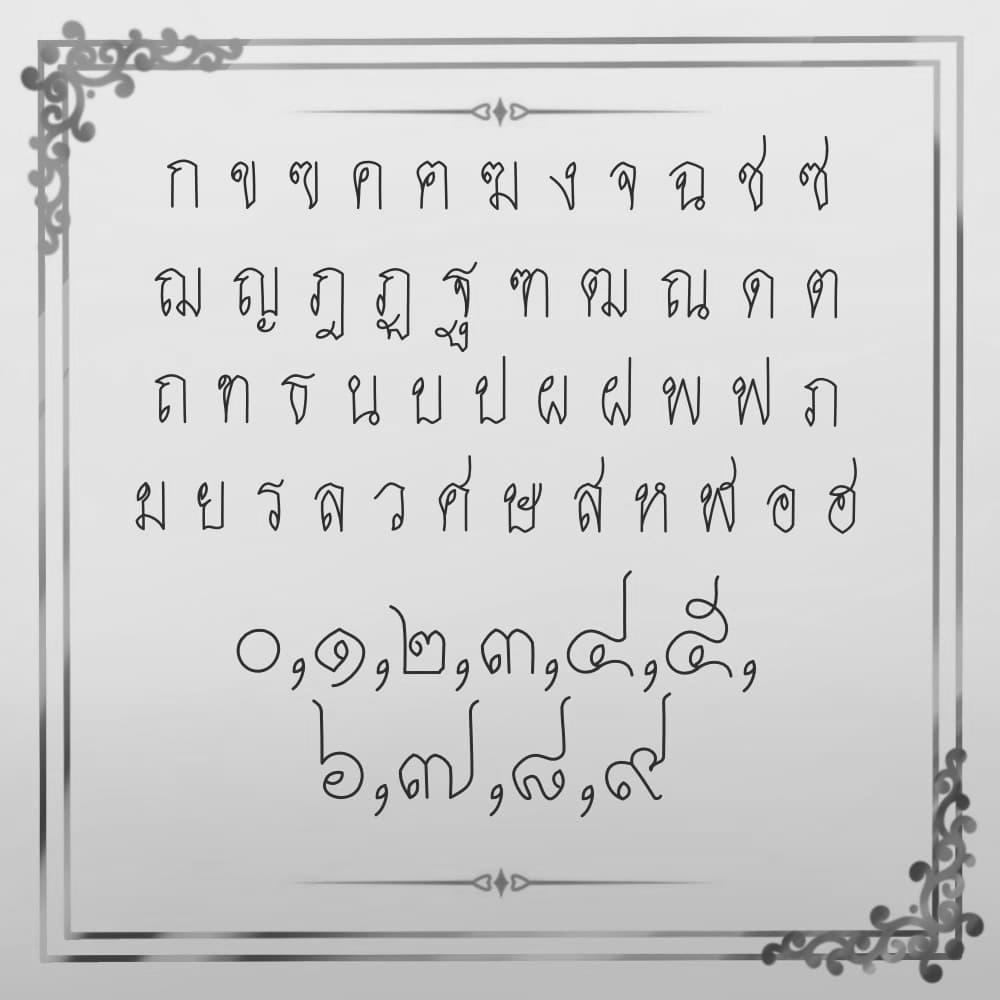 ก ข ฃ ค ฅ ฆ ง จ ฉ ช ซ
ฌ ญ ฎ ฏ ฐ ฑ ฒ ณ ด ต
ถ ท ธ น บ ป ผ ฝ พ ฟ ภ
ม ย ร ล ว ศ ษ ส ห ฬ อ ฮ
๐,๑,๒,๓,๔,๕,
๖,๗,๘,๙